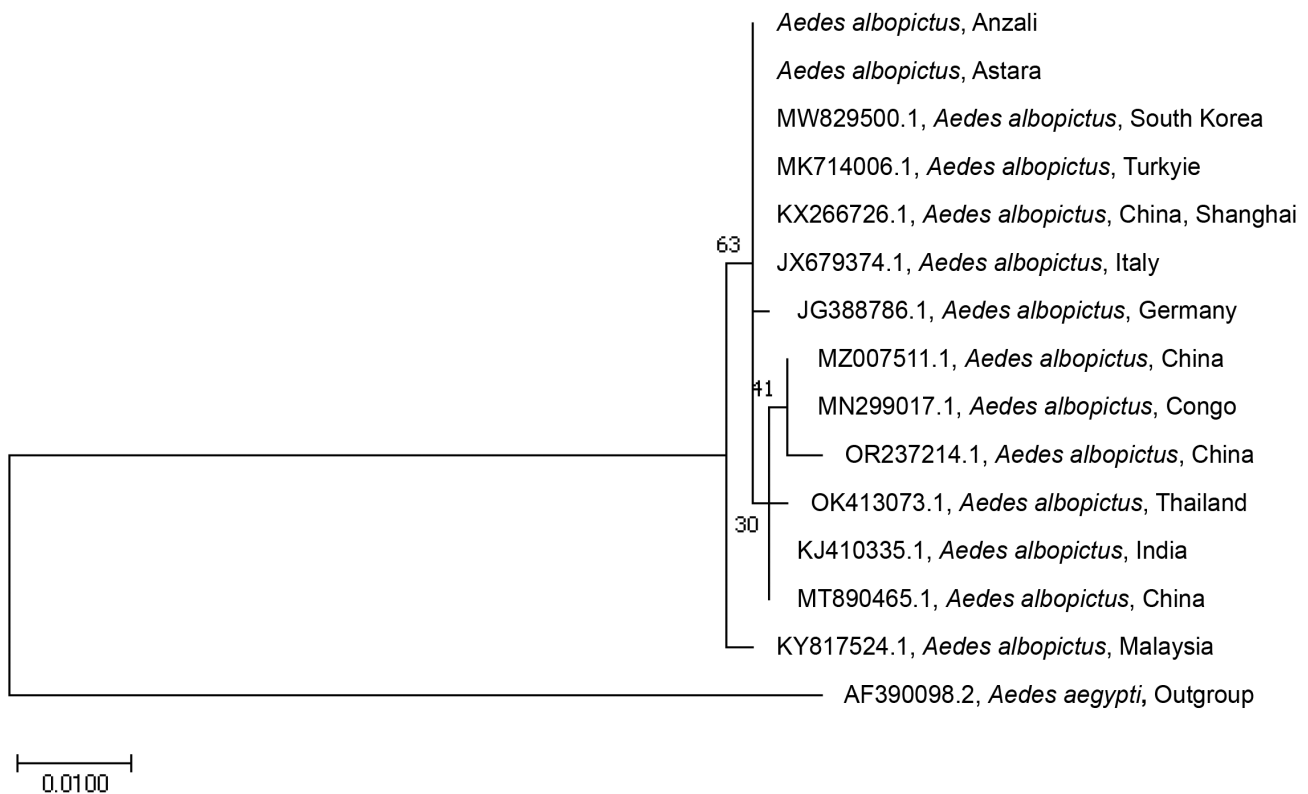 Aedes albopictus, Anzali
Aedes albopictus, Astara
MW829500.1, Aedes albopictus, South Korea
MK714006.1, Aedes albopictus, Turkyie
KX266726.1, Aedes albopictus, China, Shanghai
63
JX679374.1, Aedes albopictus, Italy
JG388786.1, Aedes albopictus, Germany
MZ007511.1, Aedes albopictus, China
41
MN299017.1, Aedes albopictus, Congo
OR237214.1, Aedes albopictus, China
OK413073.1, Aedes albopictus, Thailand
30
KJ410335.1, Aedes albopictus, India
MT890465.1, Aedes albopictus, China
KY817524.1, Aedes albopictus, Malaysia
AF390098.2, Aedes aegypti, Outgroup
0.0100